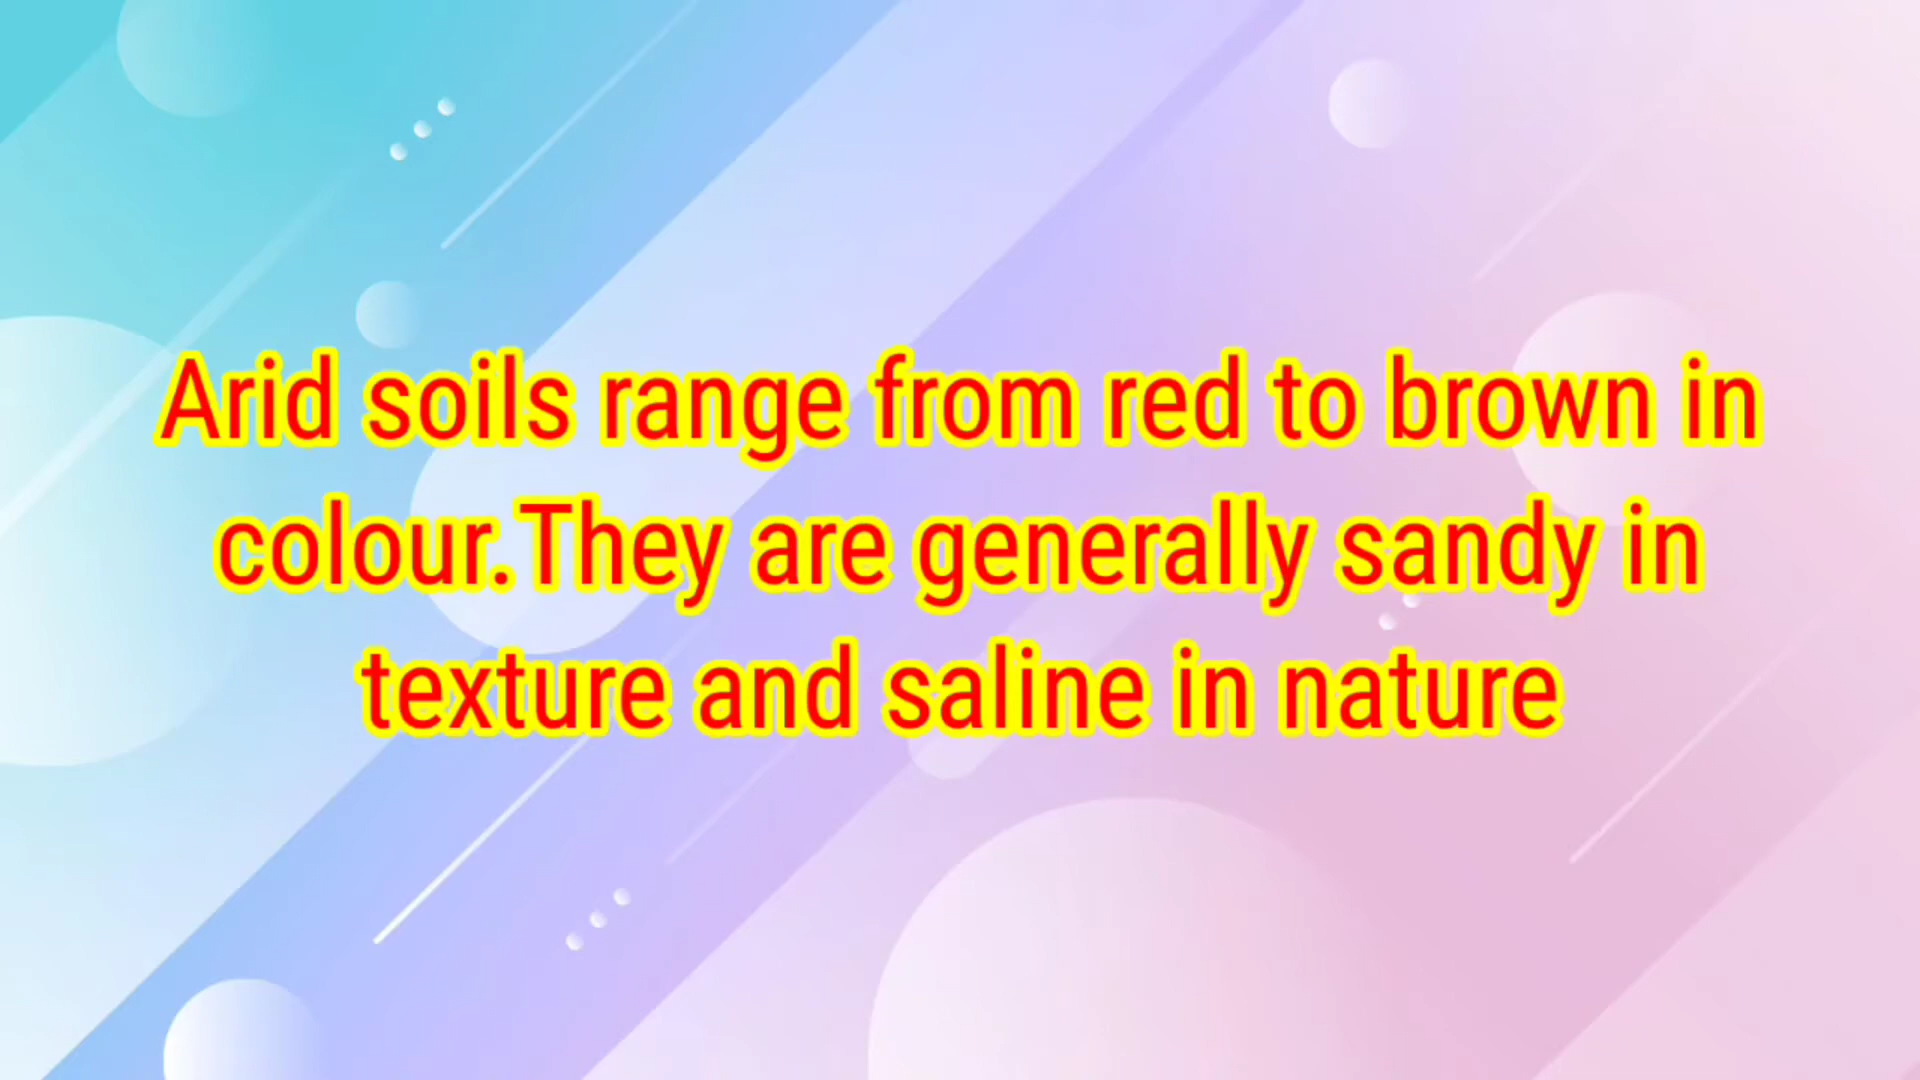 Arid soils range from red to brown in
colour.They are generally sandy in
texture and saline in nature